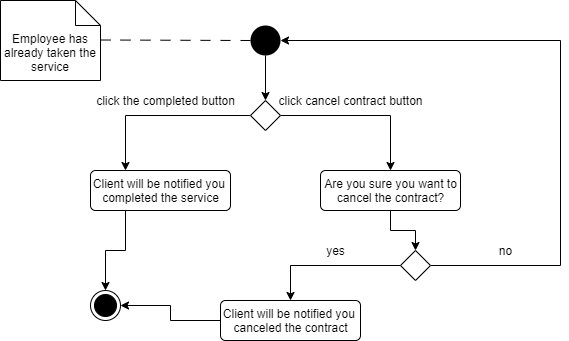 Employee has
already taken the
service
click the completed button
click cancel contract button
Client will be notified you
completed the service
Are you sure you want to
cancel the contract?
yes
no
Client will be notified you
canceled the contract